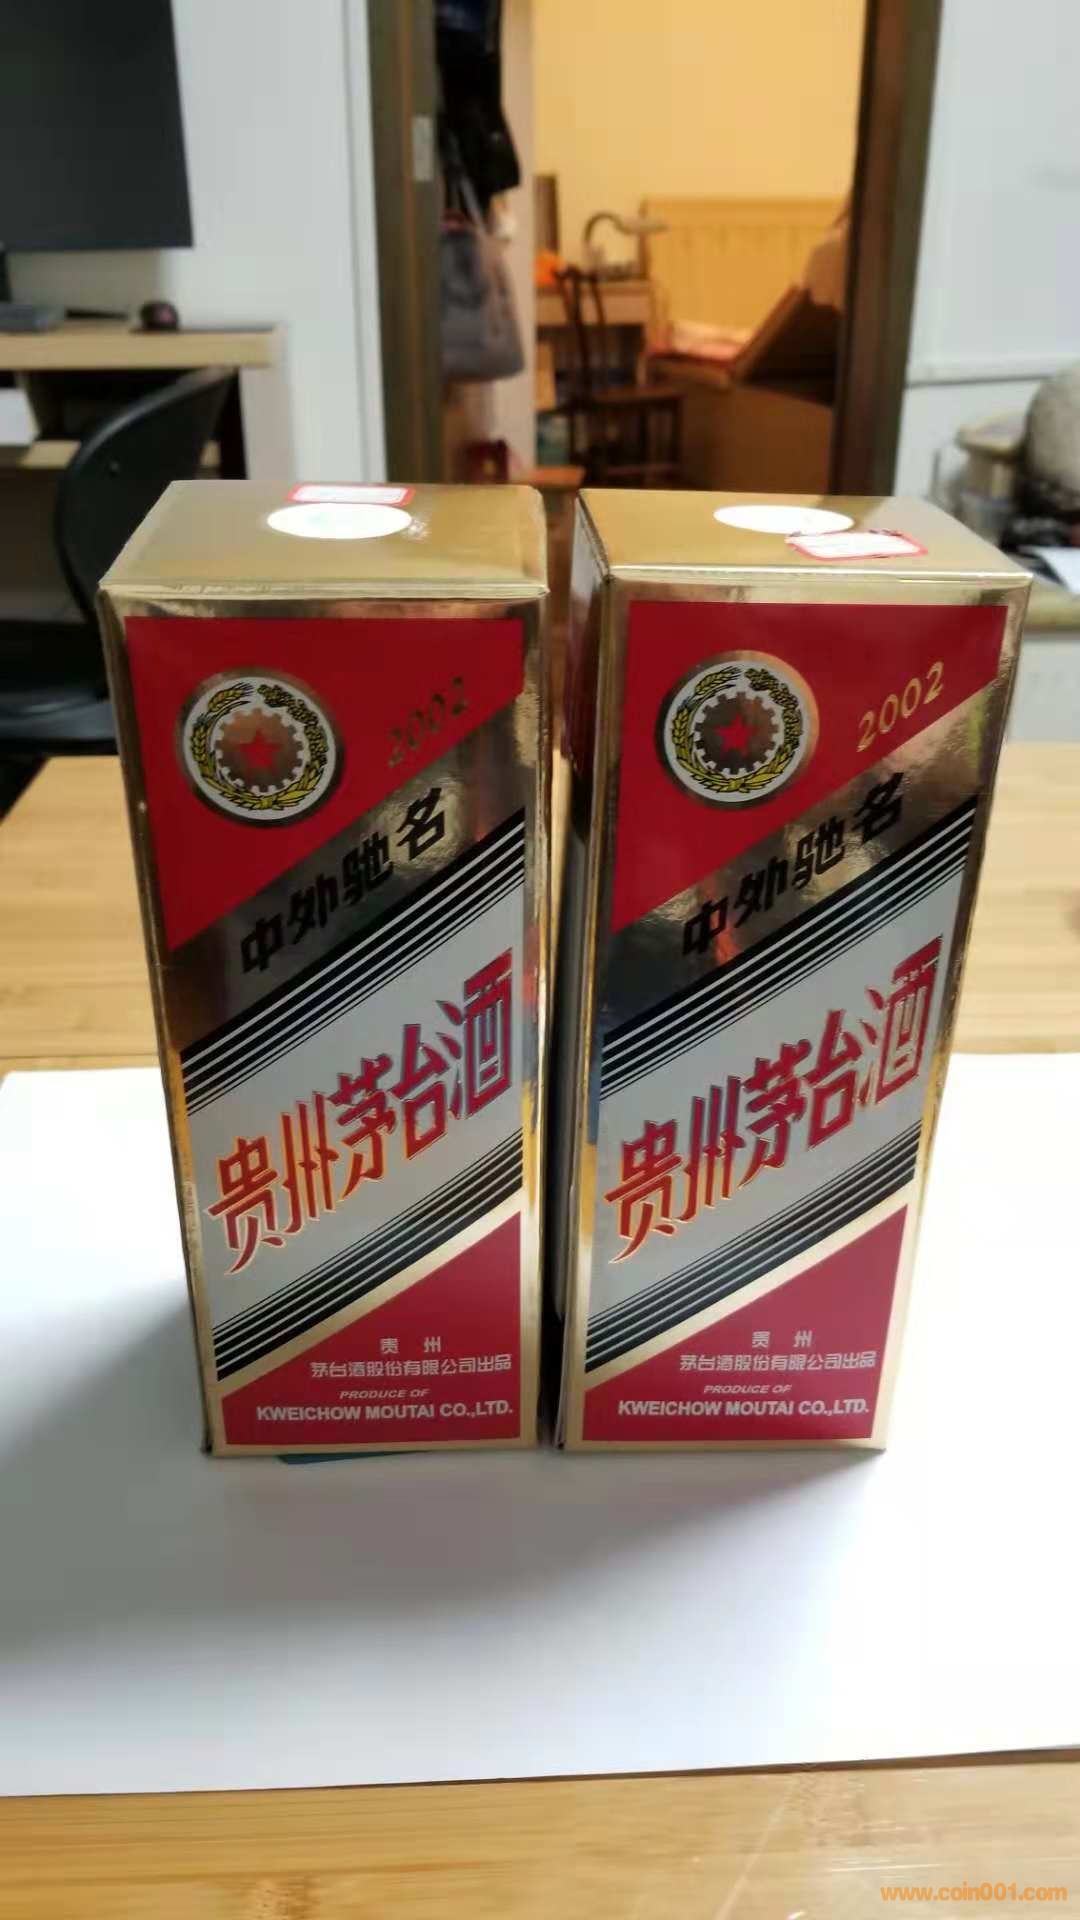 2002
中外驰名
贵州茅台酒
贵州
茅台酒股份有限公司出品
PRODUCE OF
KWEICHOW MOUTAI CO.,LTD.
2002
中外驰名
贵州茅台酒
贵州
茅台酒股份有限公司出品
PRODUCE OF
KWEICHOW MOUTAI CO.,LTD.
www.coin001.com